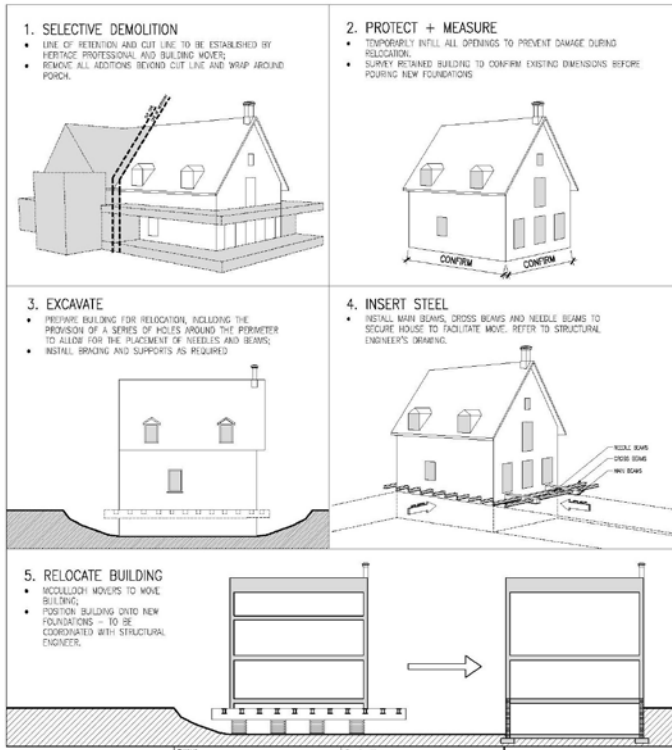 1. SELECTIVE DEMOLITION
• LINE OF RETENTION AND CUT LINE TO BE ESTABLISHED BY
HERITAGE PROFESSIONAL AND BUILDING MOVER;
• REMOVE ALL ADDITIONS BEYOND CUT LINE AND WRAP AROUND
PORCH.
2. PROTECT + MEASURE
• TEMPORARILY INFILL ALL OPENINGS TO PREVENT DAMAGE DURING
RELOCATION.
• SURVEY RETAINED BUILDING TO CONFIRM EXISTING DIMENSIONS BEFORE
POURING NEW FOUNDATIONS
CONFIRM
CONFIRM
3. EXCAVATE
• PREPARE BUILDING FOR RELOCATION, INCLUDING THE
PROVISION OF A SERIES OF HOLES AROUND THE PERIMETER
TO ALLOW FOR THE PLACEMENT OF NEEDLES AND BEAMS;
• INSTALL BRACING AND SUPPORTS AS REQUIRED
4. INSERT STEEL
• INSTALL MAIN BEAMS, CROSS BEAMS AND NEEDLE BEAMS TO
SECURE HOUSE TO FACILITATE MOVE. REFER TO STRUCTURAL
ENGINEER'S DRAWING.
NEEDLE BEAMS
CROSS BEAMS
MAIN BEAMS
5. RELOCATE BUILDING
• MCCULLOCH MOVERS TO MOVE
BUILDING;
• POSITION BUILDING ONTO NEW
FOUNDATIONS – TO BE
COORDINATED WITH STRUCTURAL
ENGINEER.